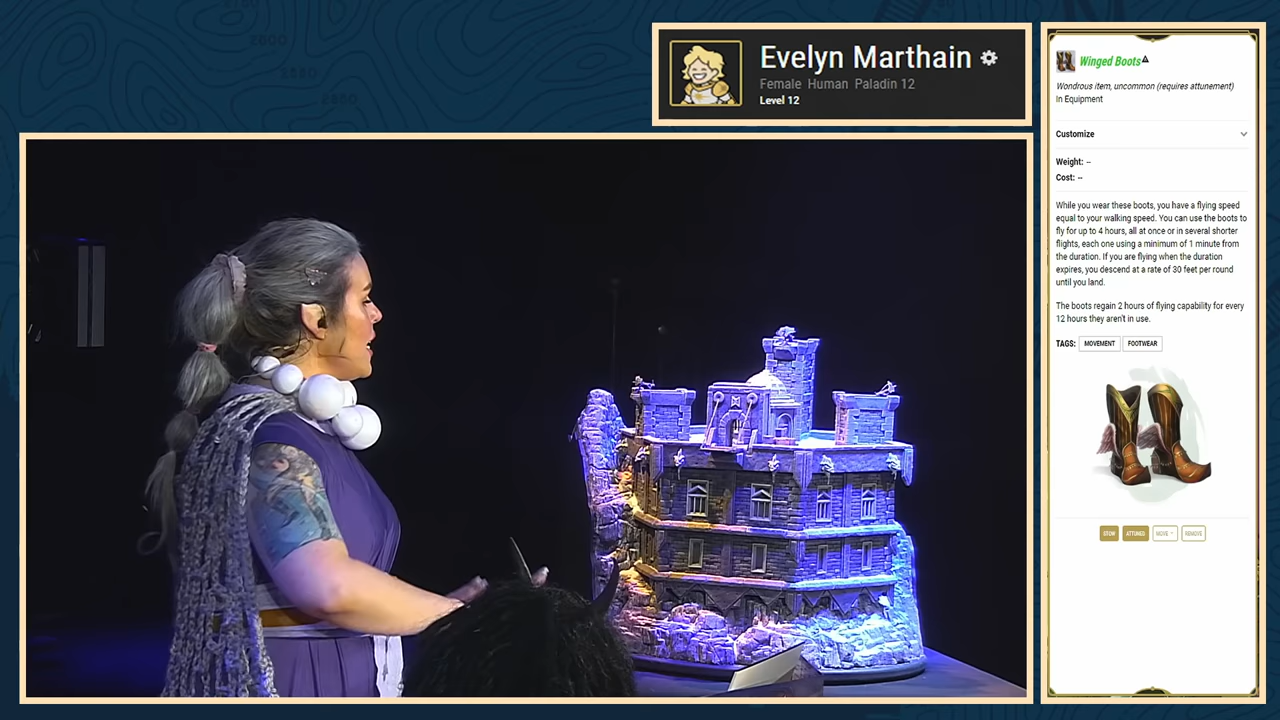 Evelyn Marthain
Female Human Paladin 12
Level 12
Winged Boots
Wondrous item, uncommon (requires attunement)
In Equipment
Customize
Weight: --
Cost: --
While you wear these boots, you have a flying speed
equal to your walking speed. You can use the boots to
fly for up to 4 hours, all at once or in several shorter
flights, each one using a minimum of 1 minute from
the duration. If you are flying when the duration
expires, you descend at a rate of 30 feet per round
until you land.
The boots regain 2 hours of flying capability for every
12 hours they aren't in use.
TAGS: MOVEMENT FOOTWEAR
STOW ATTUNED MOVE REMOVE